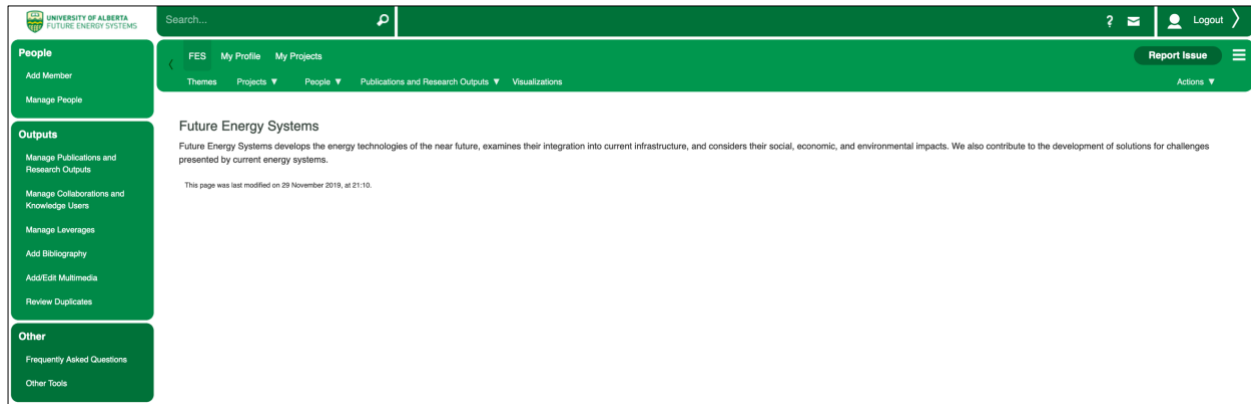 UNIVERSITY OF ALBERTA
FUTURE ENERGY SYSTEMS
Search...
?
Logout
People
Add Member
Manage People
FES My Profile My Projects
Report Issue
Themes Projects ▼ People ▼ Publications and Research Outputs ▼ Visualizations
Actions ▼
Outputs
Manage Publications and
Research Outputs
Manage Collaborations and
Knowledge Users
Manage Leverages
Add Bibliography
Add/Edit Multimedia
Review Duplicates
Other
Frequently Asked Questions
Other Tools
Future Energy Systems
Future Energy Systems develops the energy technologies of the near future, examines their integration into current infrastructure, and considers their social, economic, and environmental impacts. We also contribute to the development of solutions for challenges
presented by current energy systems.
This page was last modified on 29 November 2019, at 21:10.